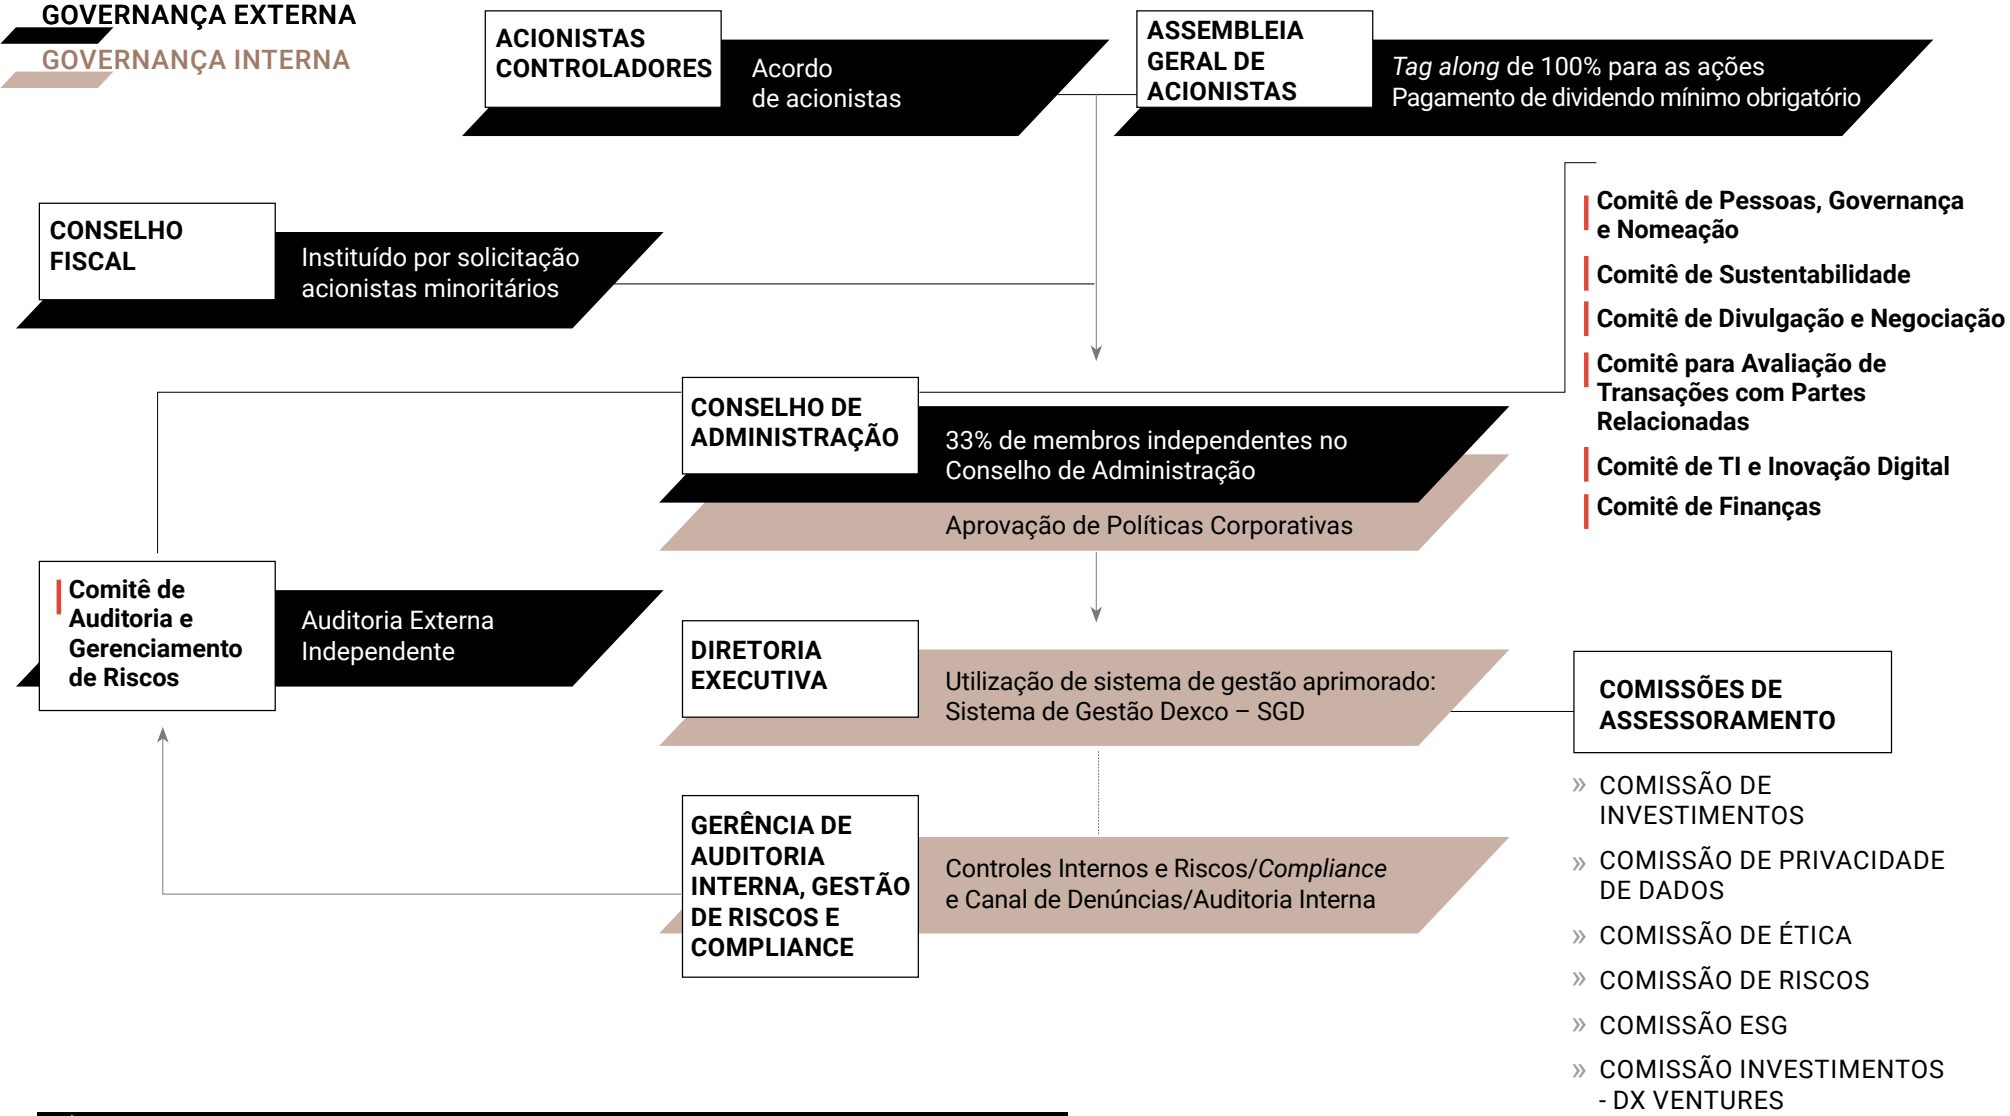 GOVERNANÇA EXTERNA
GOVERNANÇA INTERNA
ACIONISTAS
CONTROLADORES
Acordo
de acionistas
ASSEMBLEIA
GERAL DE
ACIONISTAS
Tag along de 100% para as ações
Pagamento de dividendo mínimo obrigatório
CONSELHO
FISCAL
Instituído por solicitação
acionistas minoritários
Comitê de Pessoas, Governança
e Nomeação
Comitê de Sustentabilidade
Comitê de Divulgação e Negociação
Comitê para Avaliação de
Transações com Partes
Relacionadas
Comitê de TI e Inovação Digital
Comitê de Finanças
CONSELHO DE
ADMINISTRAÇÃO
33% de membros independentes no
Conselho de Administração
Aprovação de Políticas Corporativas
Comitê de
Auditoria e
Gerenciamento
de Riscos
Auditoria Externa
Independente
DIRETORIA
EXECUTIVA
Utilização de sistema de gestão aprimorado:
Sistema de Gestão Dexco – SGD
COMISSÕES DE
ASSESSORAMENTO
» COMISSÃO DE
INVESTIMENTOS
» COMISSÃO DE PRIVACIDADE
DE DADOS
» COMISSÃO DE ÉTICA
» COMISSÃO DE RISCOS
» COMISSÃO ESG
» COMISSÃO INVESTIMENTOS
- DX VENTURES
GERÊNCIA DE
AUDITORIA
INTERNA, GESTÃO
DE RISCOS E
COMPLIANCE
Controles Internos e Riscos/Compliance
e Canal de Denúncias/Auditoria Interna